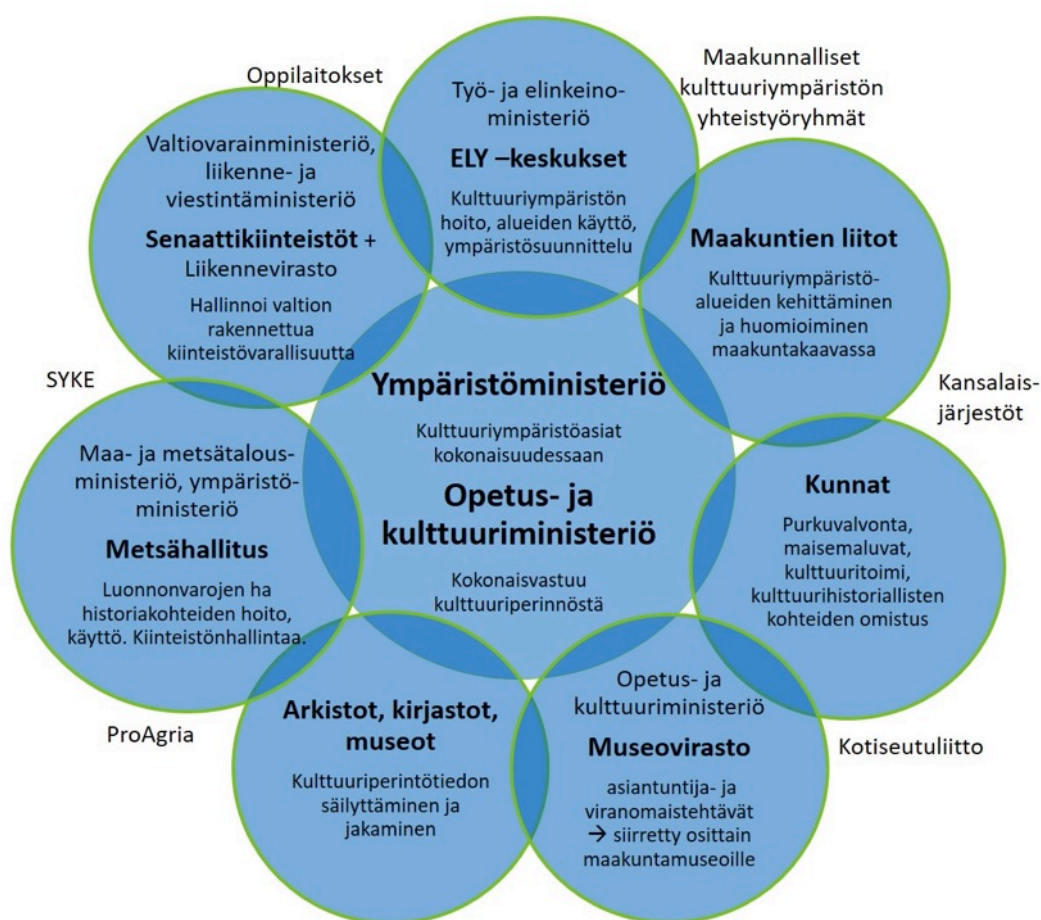 Oppilaitokset
Työ- ja elinkeino-
ministeriö
ELY –keskukset
Kulttuuriympäristön
hoito, alueiden käyttö,
ympäristösuunnittelu
Maakunnalliset
kulttuuriympäristön
yhteistyöryhmät
Valtiovarainministeriö,
liikenne- ja
viestintäministeriö
Senaattikiinteistöt +
Liikennevirasto
Hallinnoi valtion
rakennettua
kiinteistövarallisuutta
Maakuntien liitot
Kulttuuriympäristö-
alueiden kehittäminen
ja huomioiminen
maakuntakaavassa
SYKE
Ympäristöministeriö
Kulttuuriympäristöasiat
kokonaisuudessaan
Opetus- ja
kulttuuriministeriö
Kokonaisvastuu
kulttuuriperinnöstä
Kansalais-
järjestöt
Maa- ja metsätalous-
ministeriö, ympäristö-
ministeriö
Metsähallitus
Luonnonvarojen ha
historiakohteiden hoito,
käyttö. Kiinteistönhallintaa.
Kunnat
Purkuvalvonta,
maisemaluvat,
kulttuuritoimi,
kulttuurihistoriallisten
kohteiden omistus
ProAgria
Arkistot, kirjastot,
museot
Kulttuuriperintötiedon
säilyttäminen ja
jakaminen
Opetus- ja
kulttuuriministeriö
Museovirasto
asiantuntija- ja
viranomaistehtävät
→ siirretty osittain
maakuntamuseoille
Kotiseutuliitto